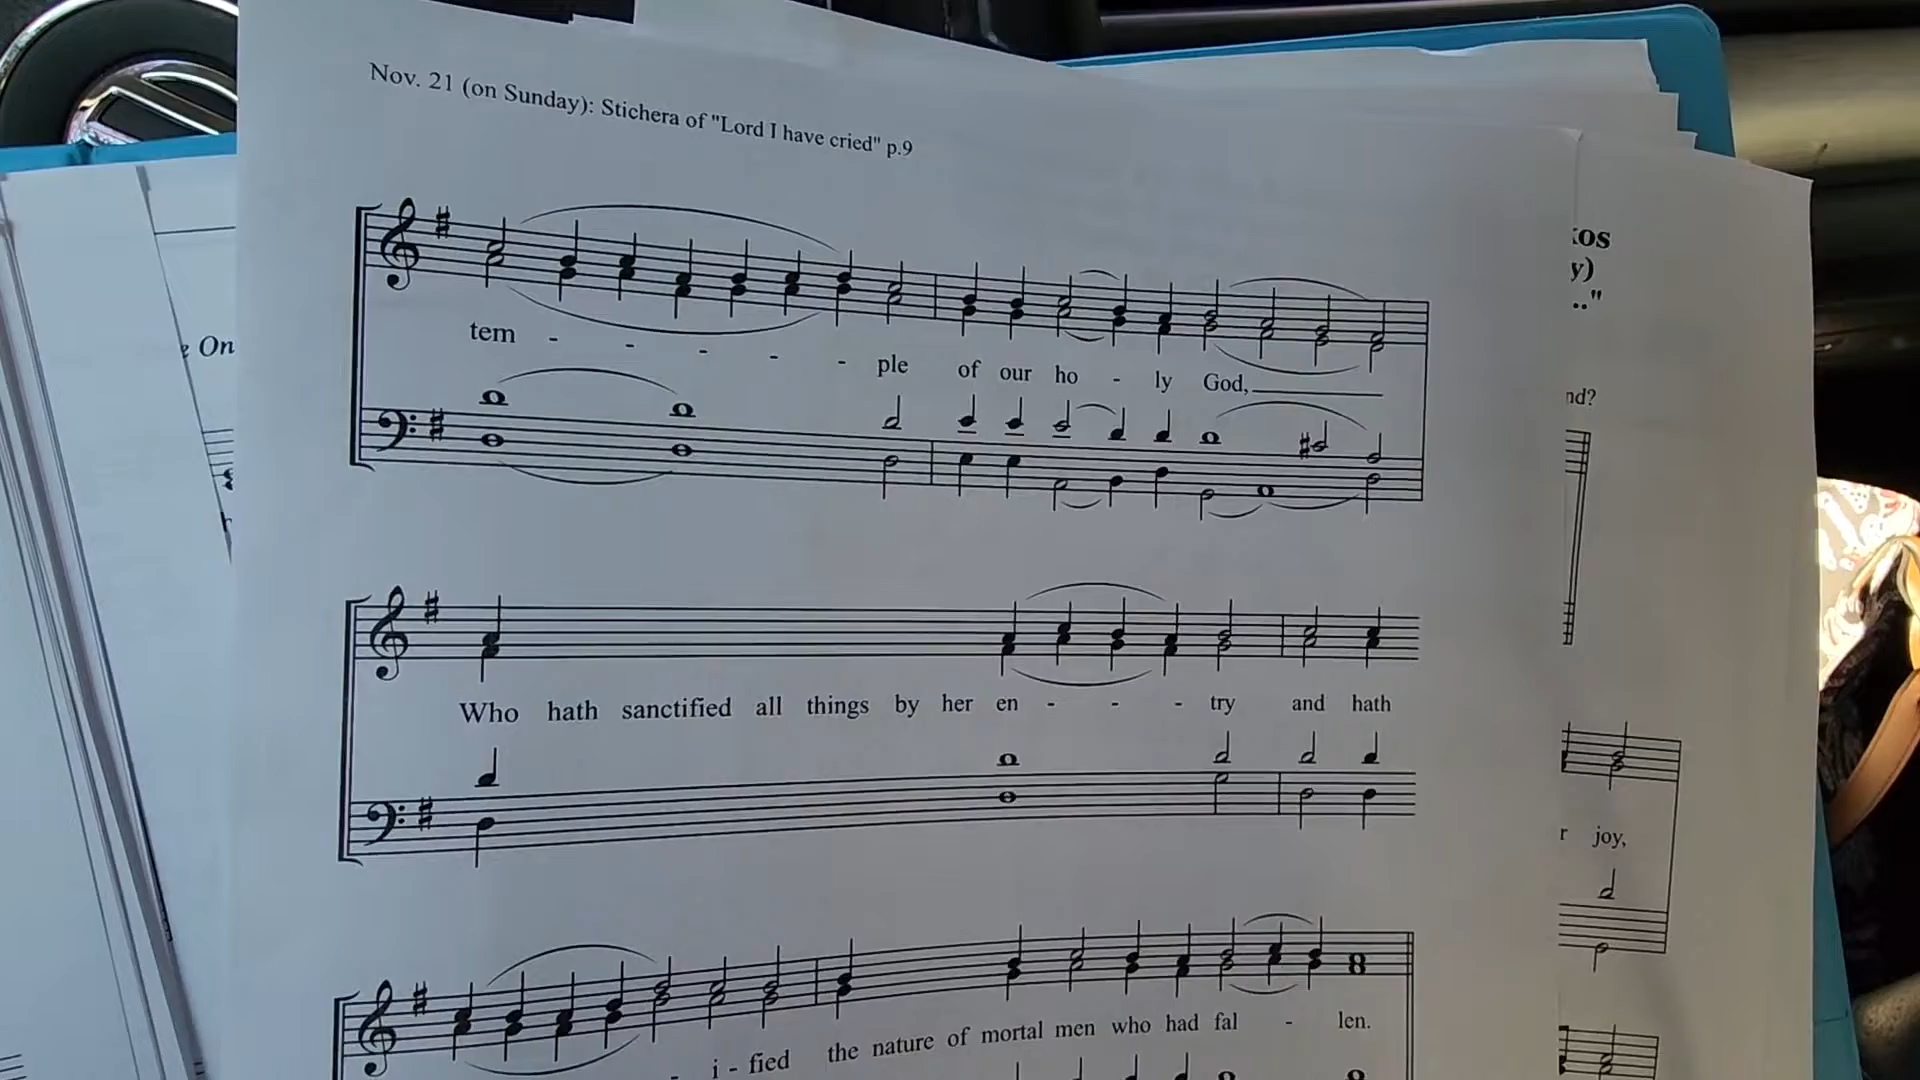 Nov. 21 (on Sunday): Stichera of "Lord I have cried" p.9
tem - - - - - ple of our ho - ly God,
Who hath sanctified all things by her en - - - try and hath
- i - fied the nature of mortal men who had fal - len.
On
y)
.."
nd?
r joy,